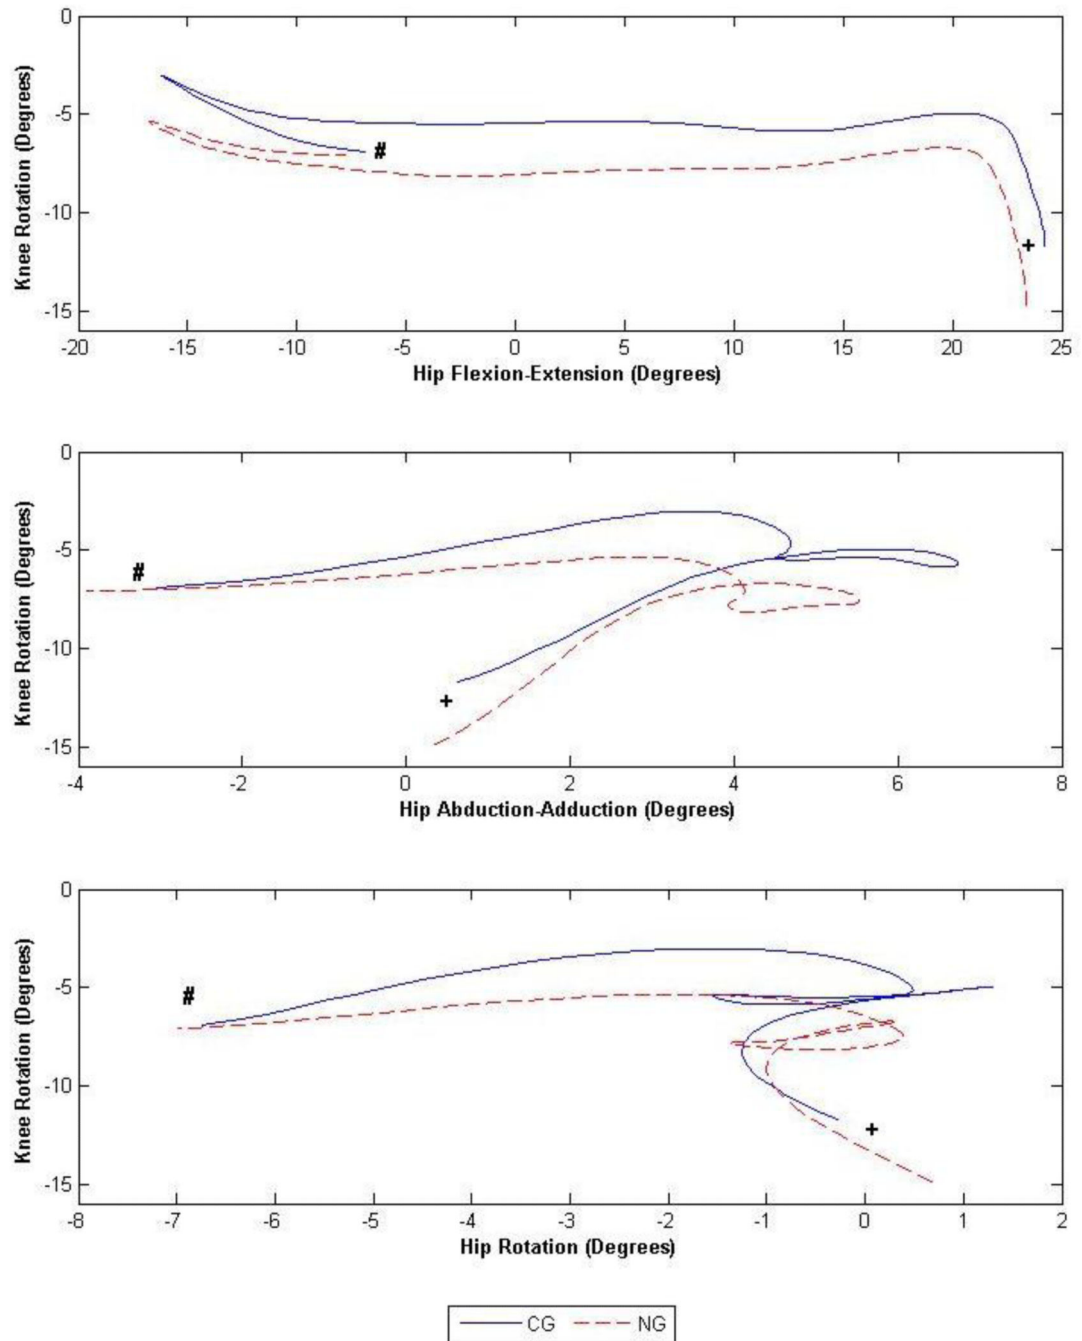 0
-5
-10
-15
Knee Rotation (Degrees)
#
+
-20 -15 -10 -5 0 5 10 15 20 25
Hip Flexion-Extension (Degrees)
0
-5
-10
-15
Knee Rotation (Degrees)
#
+
-4 -2 0 2 4 6 8
Hip Abduction-Adduction (Degrees)
0
-5
-10
-15
Knee Rotation (Degrees)
#
+
-8 -7 -6 -5 -4 -3 -2 -1 0 1 2
Hip Rotation (Degrees)
CG NG